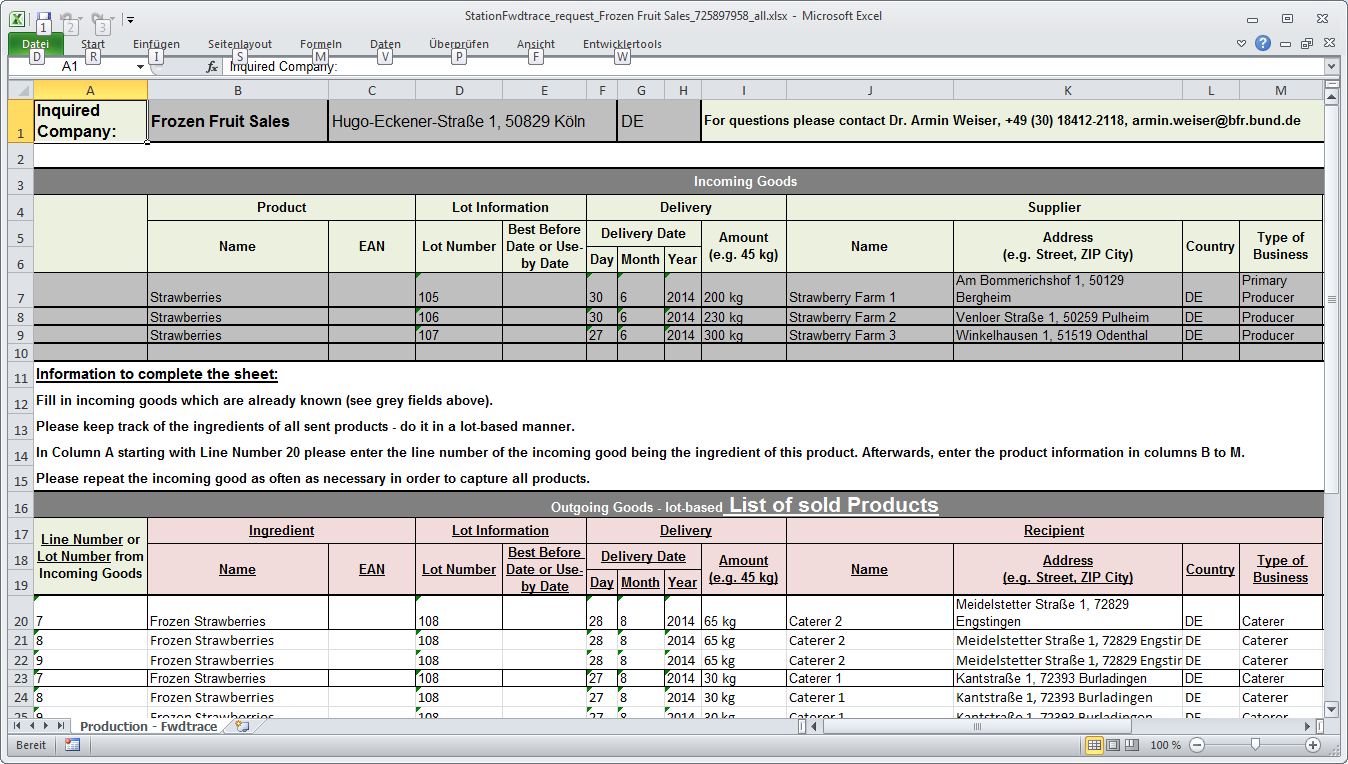 StationFwdtrace_request_Frozen Fruit Sales_725897958_all.xlsx - Microsoft Excel
1 2 3
Datei Start Einfügen Seitenlayout Formeln Daten Überprüfen Ansicht Entwicklertools
D R I S M V P F W
A1 fx Inquired Company:
A B C D E F G H I J K L M
1 Inquired Company: Frozen Fruit Sales Hugo-Eckener-Straße 1, 50829 Köln DE For questions please contact Dr. Armin Weiser, +49 (30) 18412-2118, armin.weiser@bfr.bund.de
2
3 Incoming Goods
4 Product Lot Information Delivery Supplier
5 Name EAN Lot Number Best Before Date or Use-by Date Delivery Date Amount (e.g. 45 kg) Name Address (e.g. Street, ZIP City) Country Type of Business
6 Day Month Year
7 Strawberries 105 30 6 2014 200 kg Strawberry Farm 1 Am Bommerichshof 1, 50129 Bergheim DE Primary Producer
8 Strawberries 106 30 6 2014 230 kg Strawberry Farm 2 Venloer Straße 1, 50259 Pulheim DE Producer
9 Strawberries 107 27 6 2014 300 kg Strawberry Farm 3 Winkelhausen 1, 51519 Odenthal DE Producer
10
11 Information to complete the sheet:
12 Fill in incoming goods which are already known (see grey fields above).
13 Please keep track of the ingredients of all sent products - do it in a lot-based manner.
14 In Column A starting with Line Number 20 please enter the line number of the incoming good being the ingredient of this product. Afterwards, enter the product information in columns B to M.
15 Please repeat the incoming good as often as necessary in order to capture all products.
16 Outgoing Goods - lot-based List of sold Products
17 Line Number or Lot Number from Incoming Goods Ingredient Lot Information Delivery Recipient
18 Name EAN Lot Number Best Before Date or Use-by Date Delivery Date Amount (e.g. 45 kg) Name Address (e.g. Street, ZIP City) Country Type of Business
19 Day Month Year
20 7 Frozen Strawberries 108 28 8 2014 65 kg Caterer 2 Meidelstetter Straße 1, 72829 Engstingen DE Caterer
21 8 Frozen Strawberries 108 28 8 2014 65 kg Caterer 2 Meidelstetter Straße 1, 72829 Engstin DE Caterer
22 9 Frozen Strawberries 108 28 8 2014 65 kg Caterer 2 Meidelstetter Straße 1, 72829 Engstin DE Caterer
23 7 Frozen Strawberries 108 27 8 2014 30 kg Caterer 1 Kantstraße 1, 72393 Burladingen DE Caterer
24 8 Frozen Strawberries 108 27 8 2014 30 kg Caterer 1 Kantstraße 1, 72393 Burladingen DE Caterer
25 9 Frozen Strawberries 108 27 8 2014 30 kg Caterer 1 Kantstraße 1, 72393 Burladingen DE Caterer
Production - Fwdtrace
Bereit 100 %